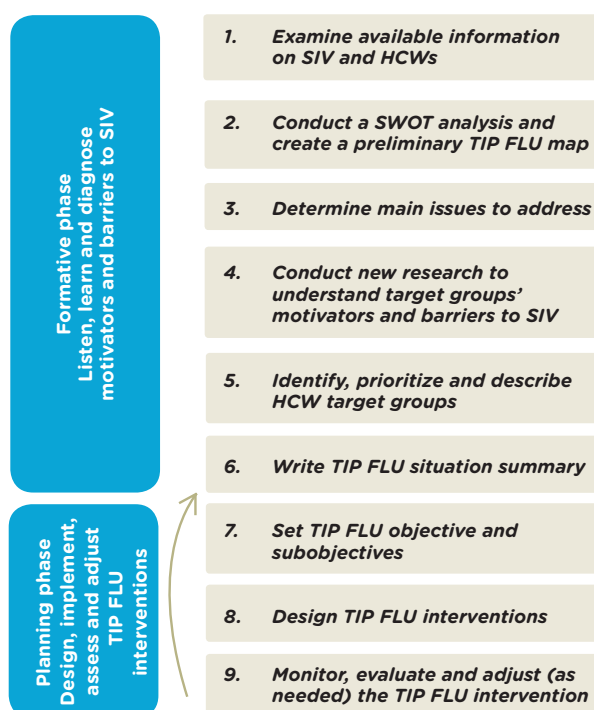 Formative phase
Listen, learn and diagnose
motivators and barriers to SIV
1. Examine available information
on SIV and HCWs
2. Conduct a SWOT analysis and
create a preliminary TIP FLU map
3. Determine main issues to address
4. Conduct new research to
understand target groups'
motivators and barriers to SIV
5. Identify, prioritize and describe
HCW target groups
6. Write TIP FLU situation summary
Planning phase
Design, implement,
assess and adjust
TIP FLU
interventions
7. Set TIP FLU objective and
subobjectives
8. Design TIP FLU interventions
9. Monitor, evaluate and adjust (as
needed) the TIP FLU intervention